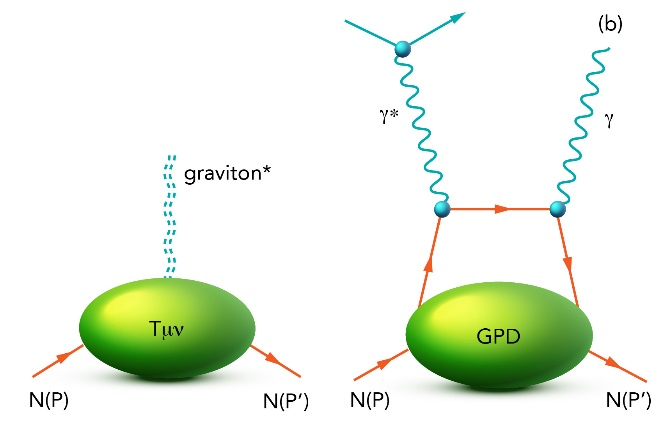 (b)
γ*
γ
graviton*
Tμν
GPD
N(P)
N(P’)
N(P)
N(P’)